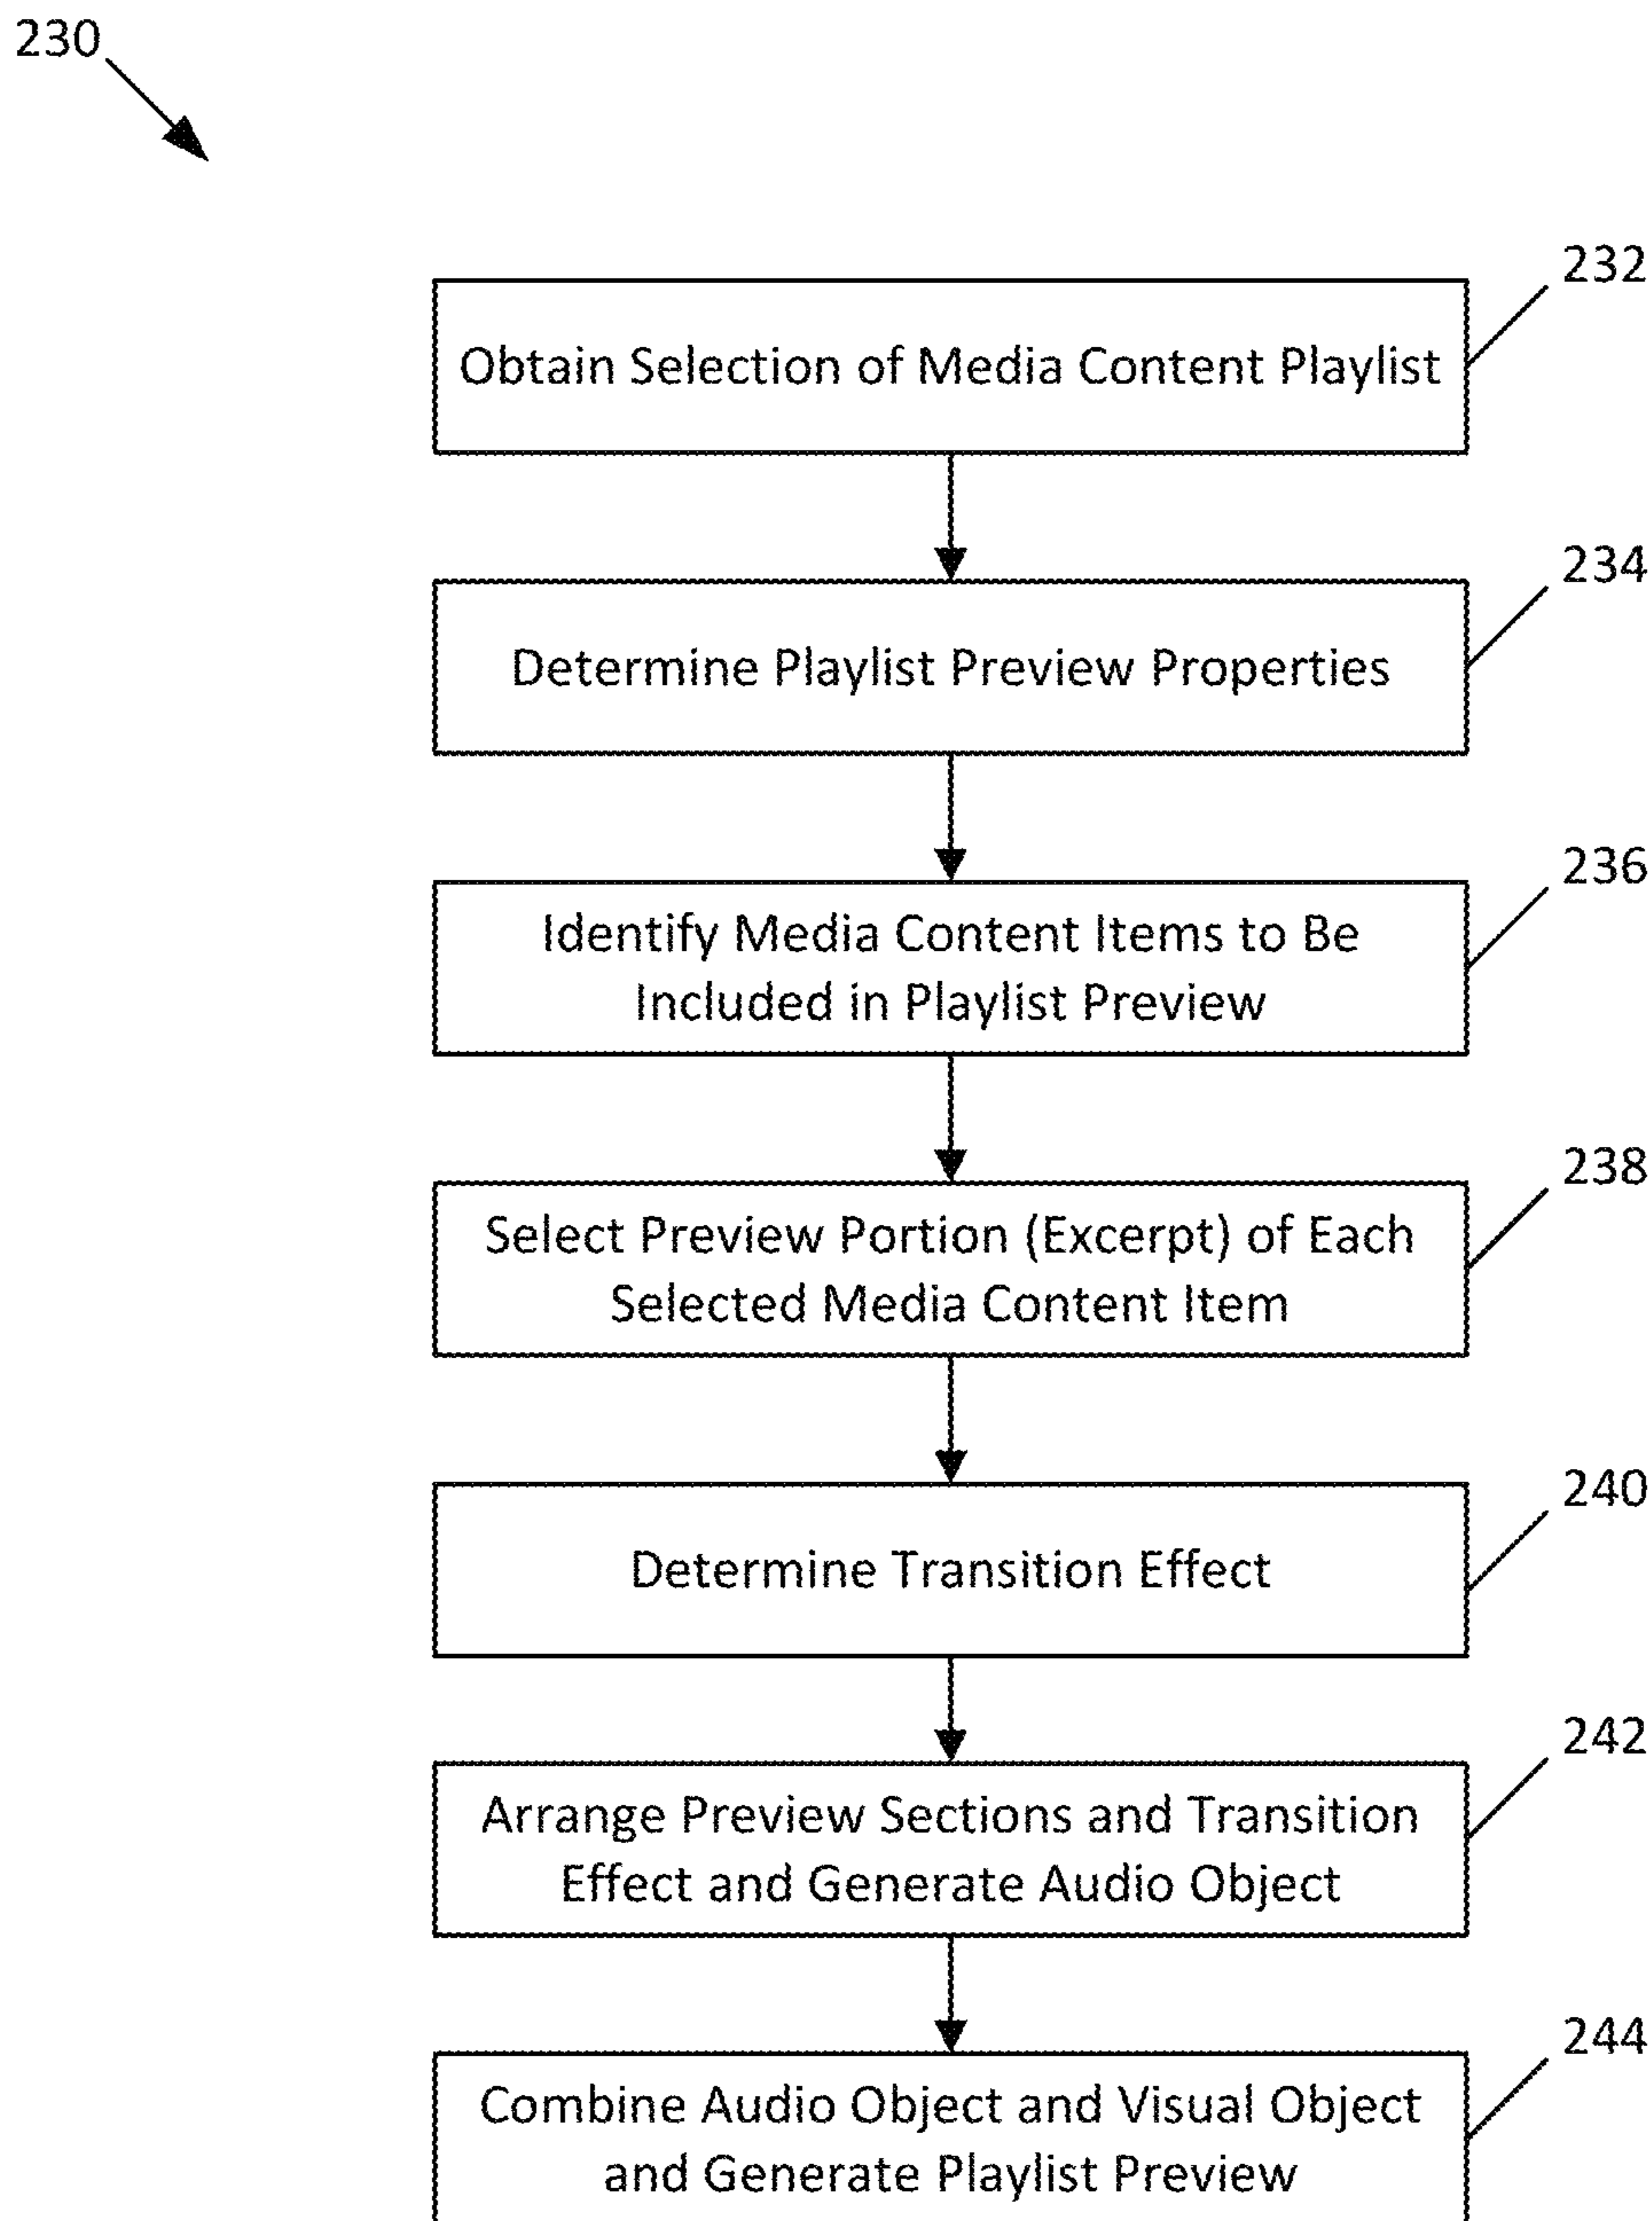 230
232
Obtain Selection of Media Content Playlist
234
Determine Playlist Preview Properties
236
Identify Media Content Items to Be
Included in Playlist Preview
238
Select Preview Portion (Excerpt) of Each
Selected Media Content Item
240
Determine Transition Effect
242
Arrange Preview Sections and Transition
Effect and Generate Audio Object
244
Combine Audio Object and Visual Object
and Generate Playlist Preview